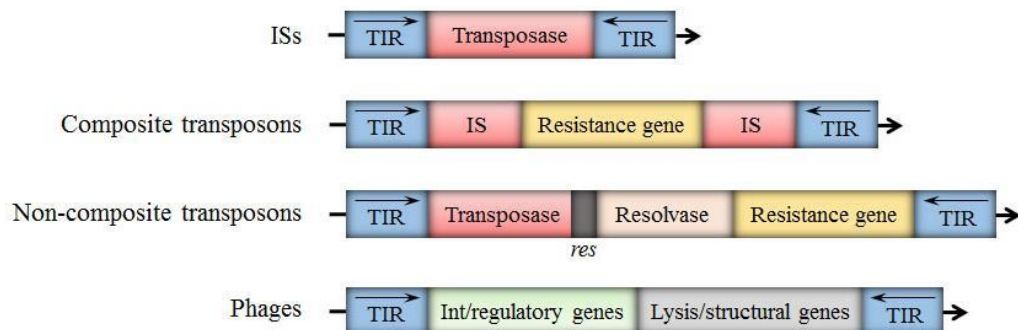 ISs TIR Transposase TIR
Composite transposons TIR IS Resistance gene IS TIR
Non-composite transposons TIR Transposase Resolvase Resistance gene TIR
res
Phages TIR Int/regulatory genes Lysis/structural genes TIR